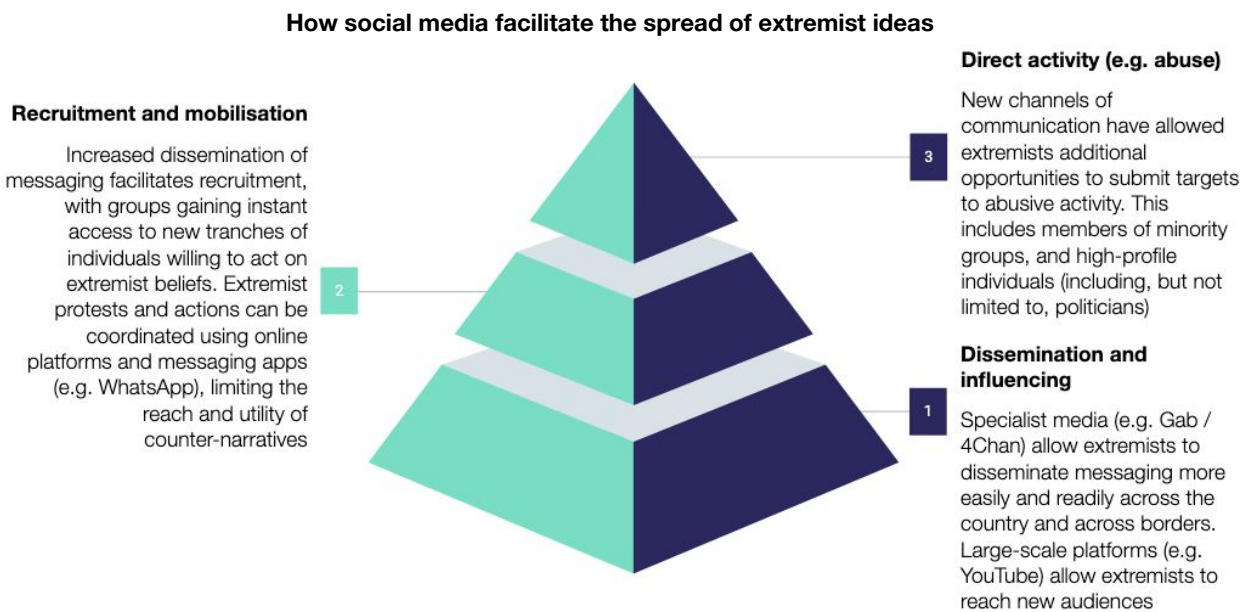 How social media facilitate the spread of extremist ideas
Recruitment and mobilisation
Increased dissemination of
messaging facilitates recruitment,
with groups gaining instant
access to new tranches of
individuals willing to act on
extremist beliefs. Extremist
protests and actions can be
coordinated using online
platforms and messaging apps
(e.g. WhatsApp), limiting the
reach and utility of
counter-narratives
2
Direct activity (e.g. abuse)
New channels of
communication have allowed
extremists additional
opportunities to submit targets
to abusive activity. This
includes members of minority
groups, and high-profile
individuals (including, but not
limited to, politicians)
3
Dissemination and
influencing
Specialist media (e.g. Gab /
4Chan) allow extremists to
disseminate messaging more
easily and readily across the
country and across borders.
Large-scale platforms (e.g.
YouTube) allow extremists to
reach new audiences
1